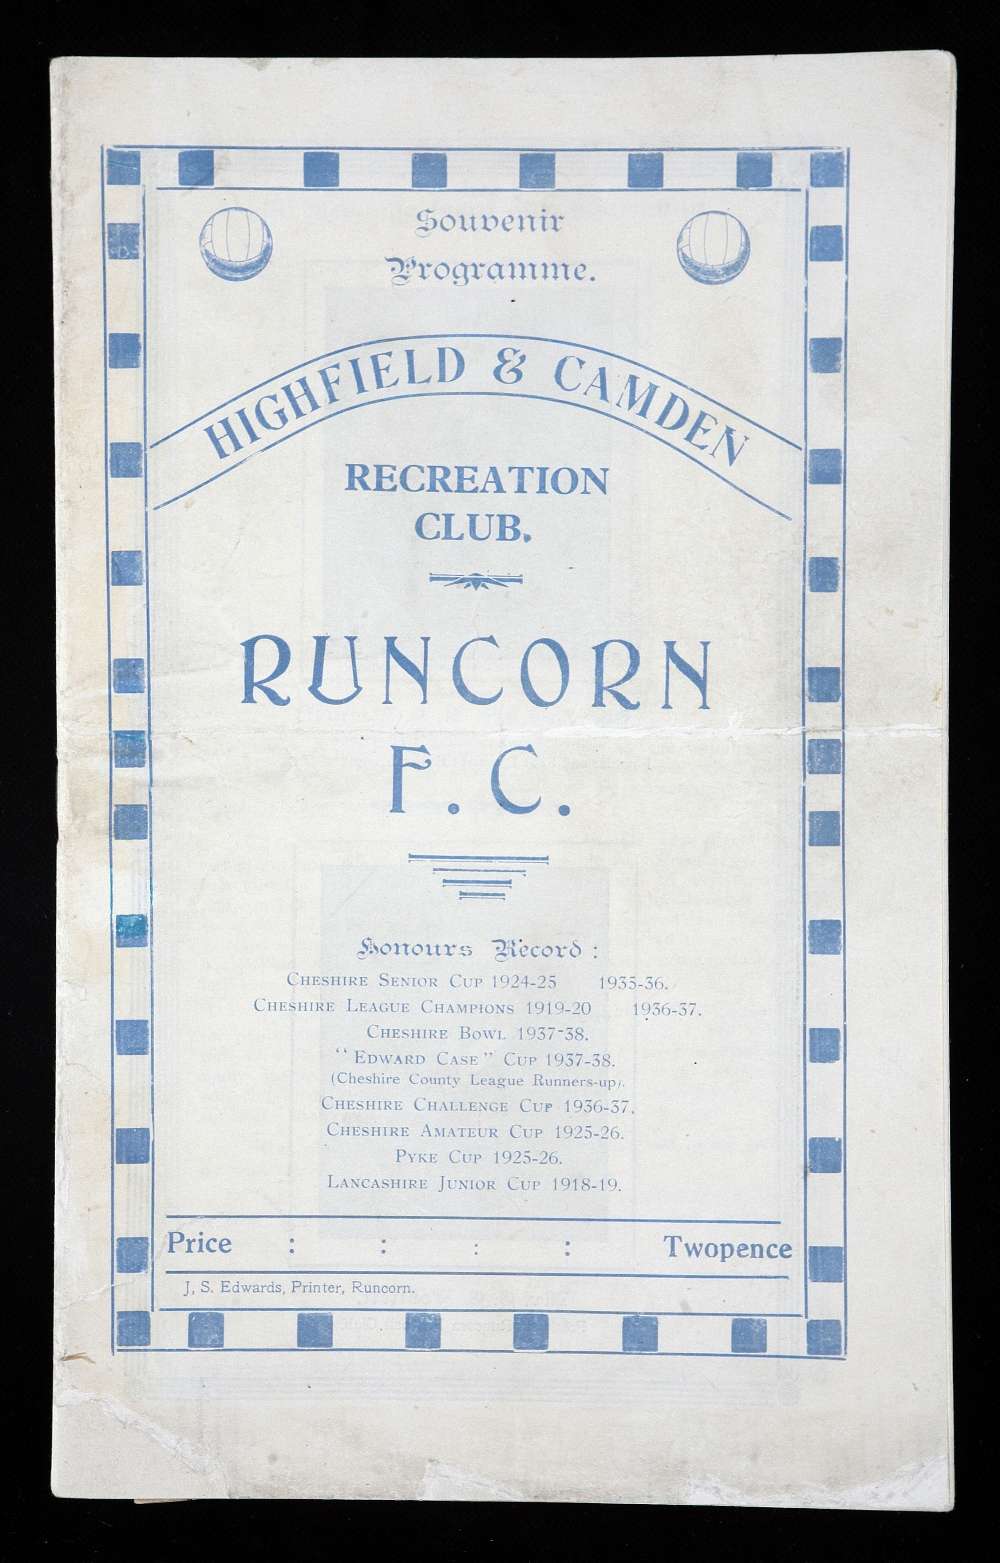 Souvenir
Programme.
HIGHFIELD & CAMDEN
RECREATION
CLUB.
RUNCORN
F. C.
Honours Record :
CHESHIRE SENIOR CUP 1924-25 1935-36.
CHESHIRE LEAGUE CHAMPIONS 1919-20 1936-37.
CHESHIRE BOWL 1937-38.
"EDWARD CASE" CUP 1937-38.
(Cheshire County League Runners-up).
CHESHIRE CHALLENGE CUP 1936-37.
CHESHIRE AMATEUR CUP 1925-26.
PYKE CUP 1925-26.
LANCASHIRE JUNIOR CUP 1918-19.
Price : : : : Twopence
J, S. Edwards, Printer, Runcorn.